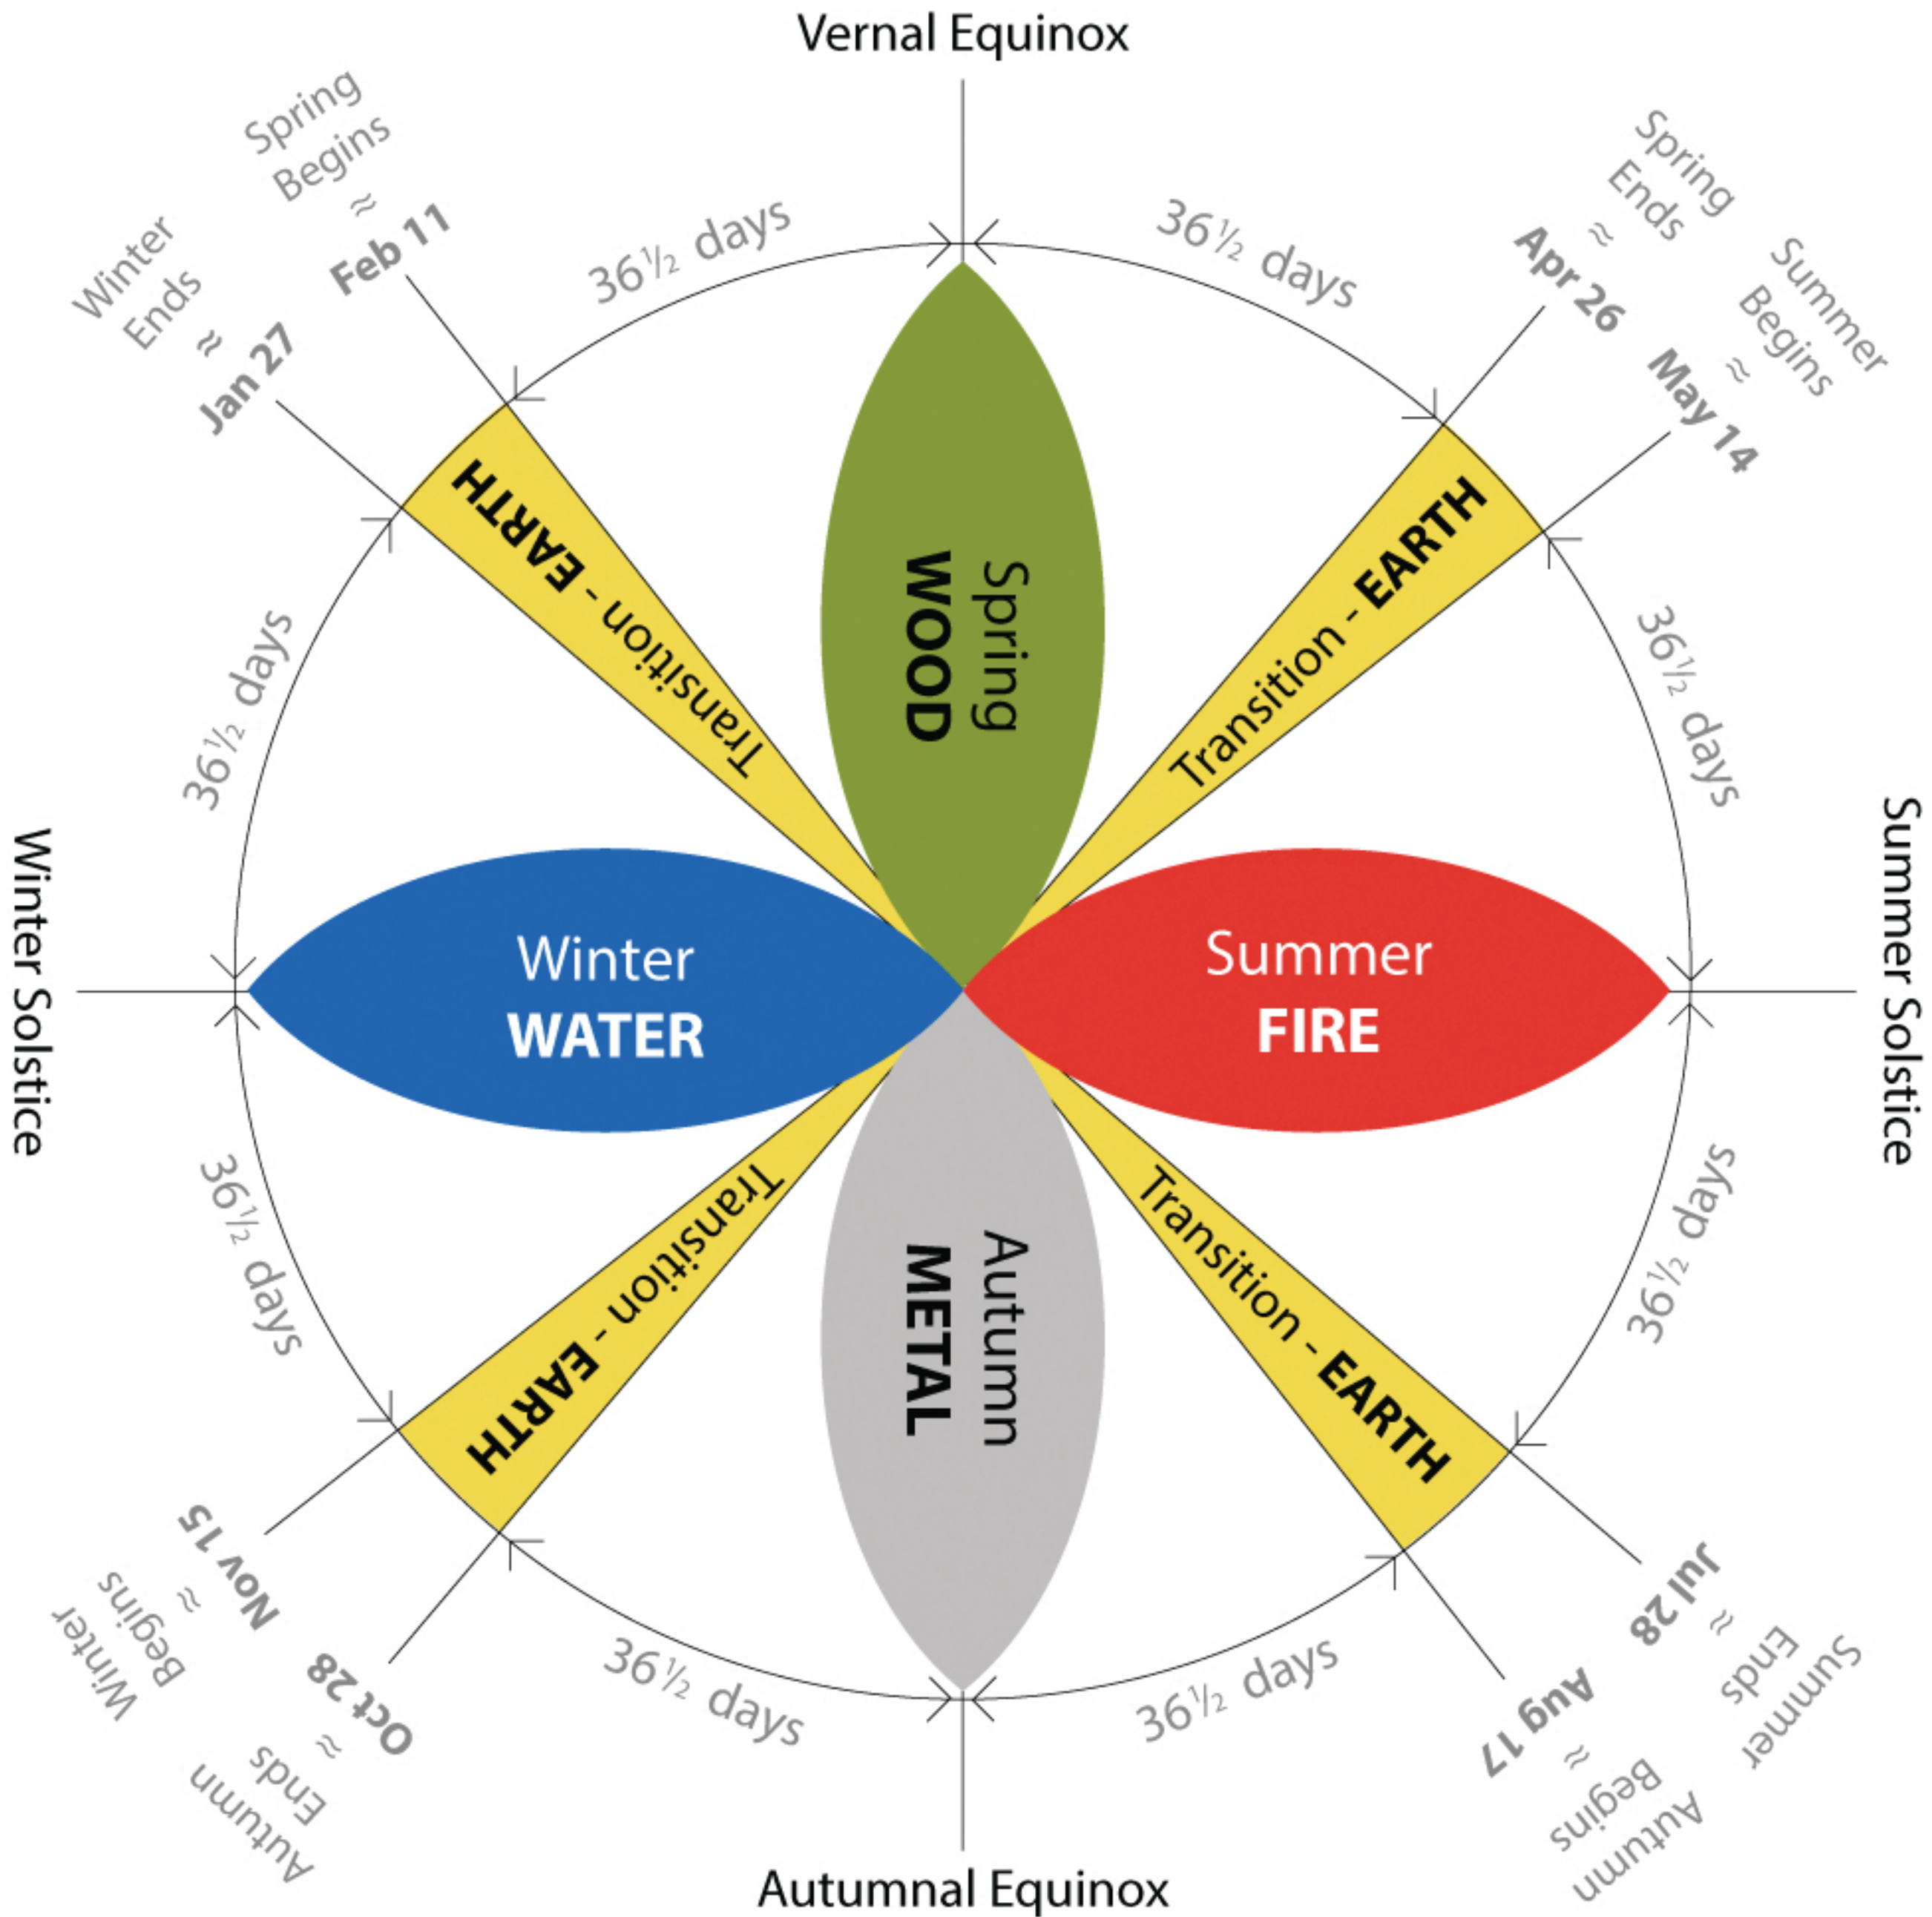 Vernal Equinox
Spring
Begins
≈
Feb 11
Winter
Ends
≈
Jan 27
36½ days
36½ days
Spring
Ends
≈
Apr 26
Summer
Begins
≈
May 14
EARTH - Transition
Spring
WOOD
Transition - EARTH
36½ days
36½ days
Winter Solstice
Winter
WATER
Summer
FIRE
Summer Solstice
36½ days
36½ days
Transition - EARTH
Autumn
METAL
Transition - EARTH
Nov 15
≈
Begins
Winter
Oct 28
≈
Ends
Autumn
36½ days
36½ days
Jul 28
≈
Ends
Summer
Aug 17
≈
Begins
Autumn
Autumnal Equinox